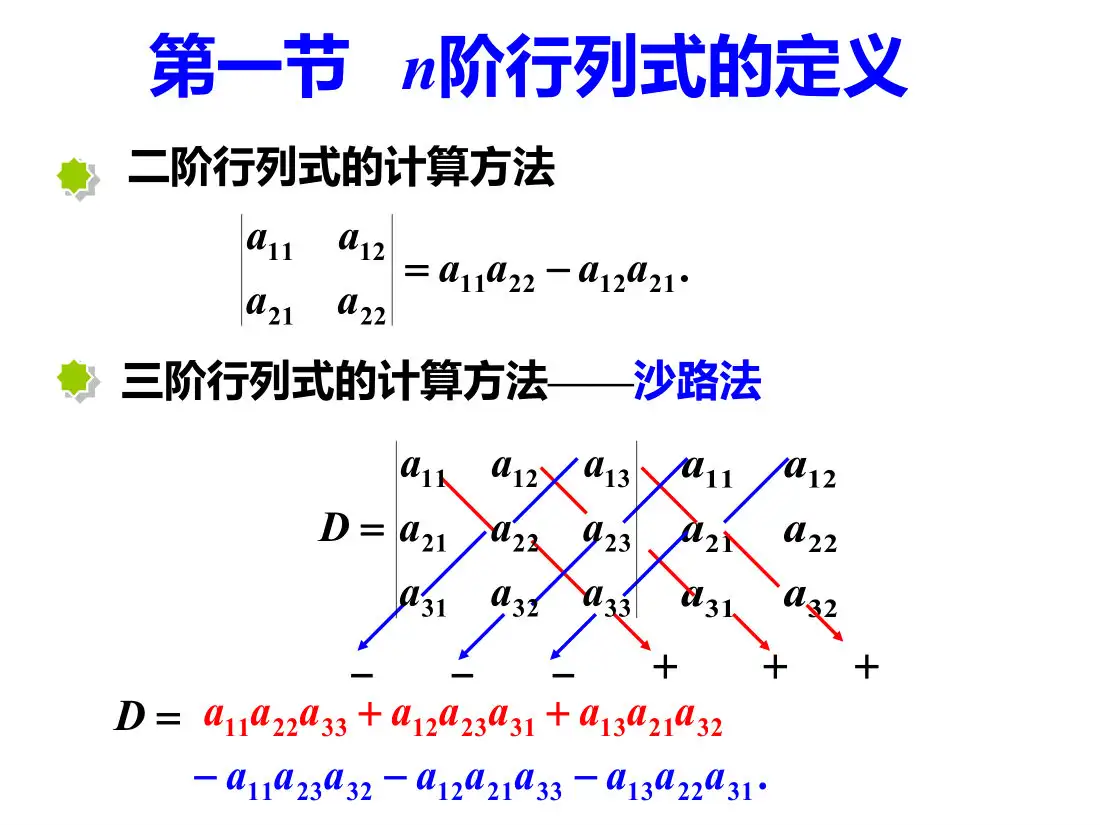 第一节 n阶行列式的定义
二阶行列式的计算方法
| a₁₁ a₁₂ |
| a₂₁ a₂₂ | = a₁₁a₂₂ − a₁₂a₂₁.
三阶行列式的计算方法——沙路法
| a₁₁ a₁₂ a₁₃ | a₁₁ a₁₂
D = | a₂₁ a₂₂ a₂₃ | a₂₁ a₂₂
| a₃₁ a₃₂ a₃₃ | a₃₁ a₃₂
− − − + + +
D = a₁₁a₂₂a₃₃ + a₁₂a₂₃a₃₁ + a₁₃a₂₁a₃₂
− a₁₁a₂₃a₃₂ − a₁₂a₂₁a₃₃ − a₁₃a₂₂a₃₁.